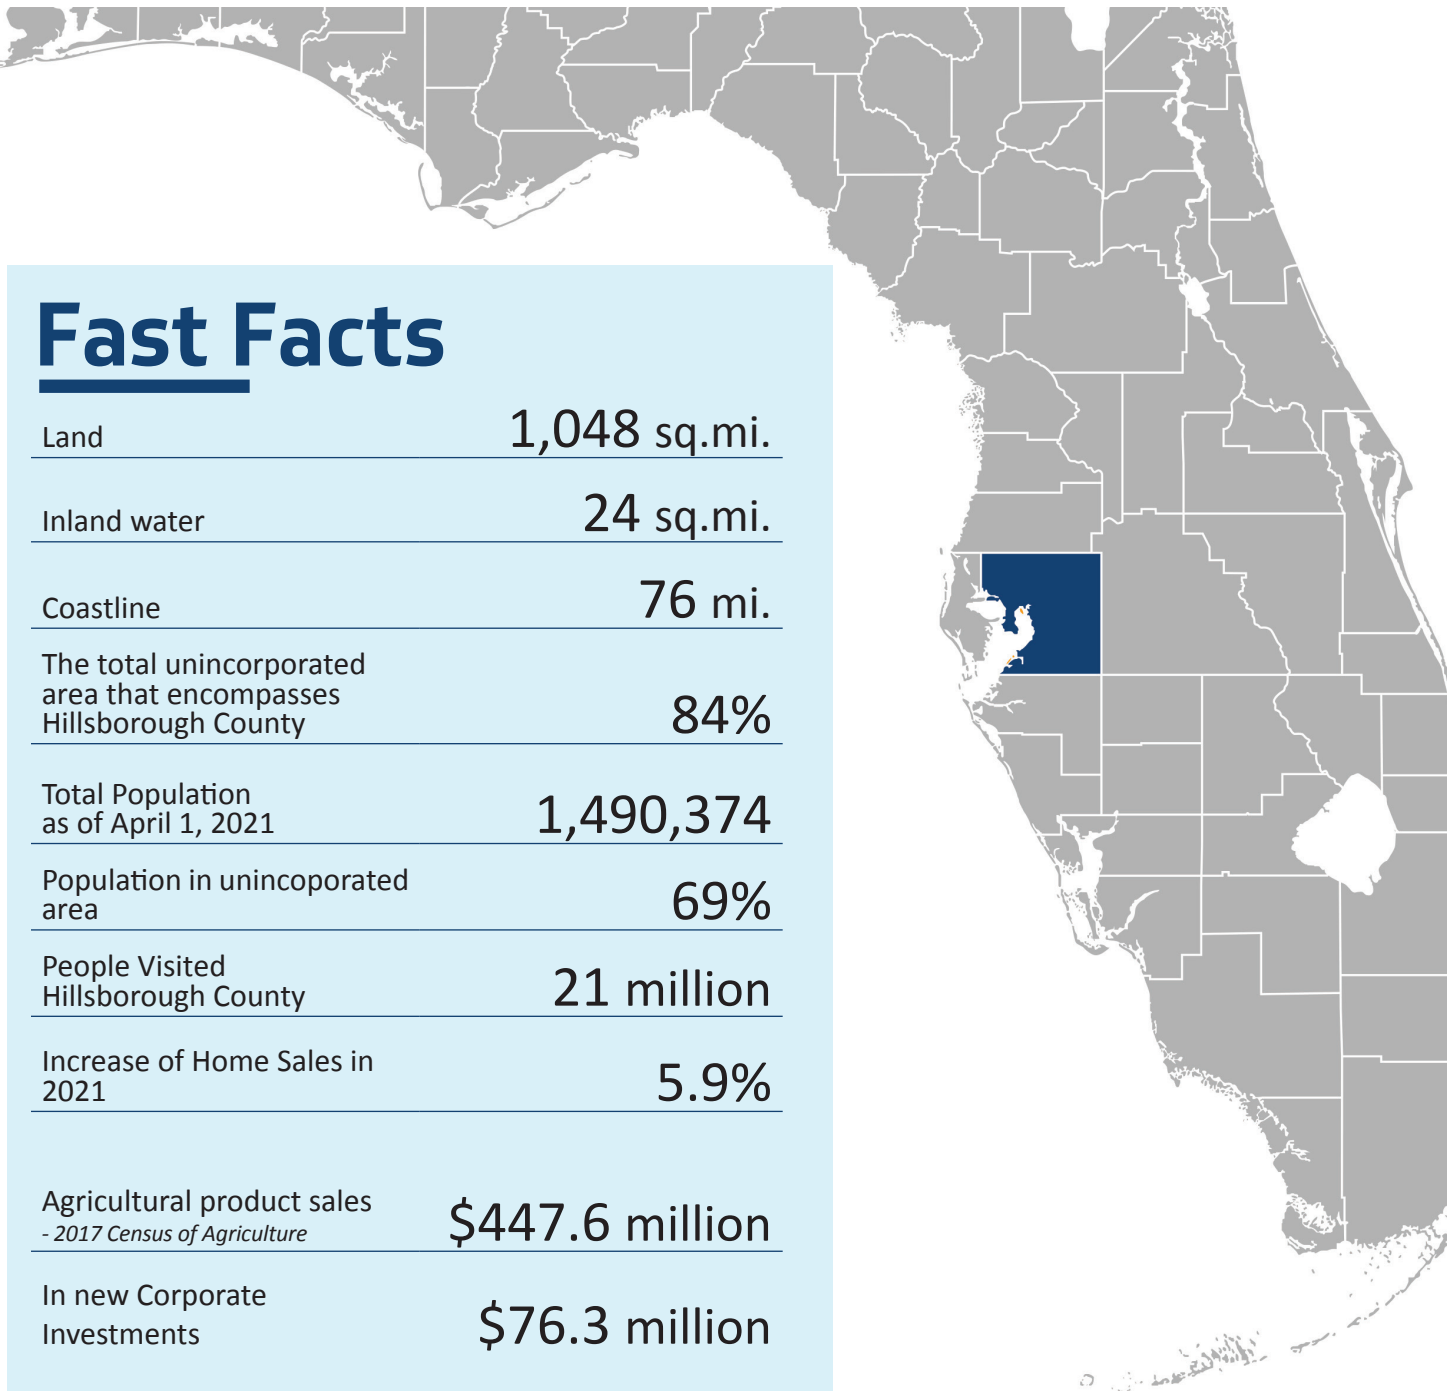 Fast Facts
Land 1,048 sq.mi.
Inland water 24 sq.mi.
Coastline 76 mi.
The total unincorporated
area that encompasses
Hillsborough County 84%
Total Population
as of April 1, 2021 1,490,374
Population in unincoporated
area 69%
People Visited
Hillsborough County 21 million
Increase of Home Sales in
2021 5.9%
Agricultural product sales
- 2017 Census of Agriculture $447.6 million
In new Corporate
Investments $76.3 million